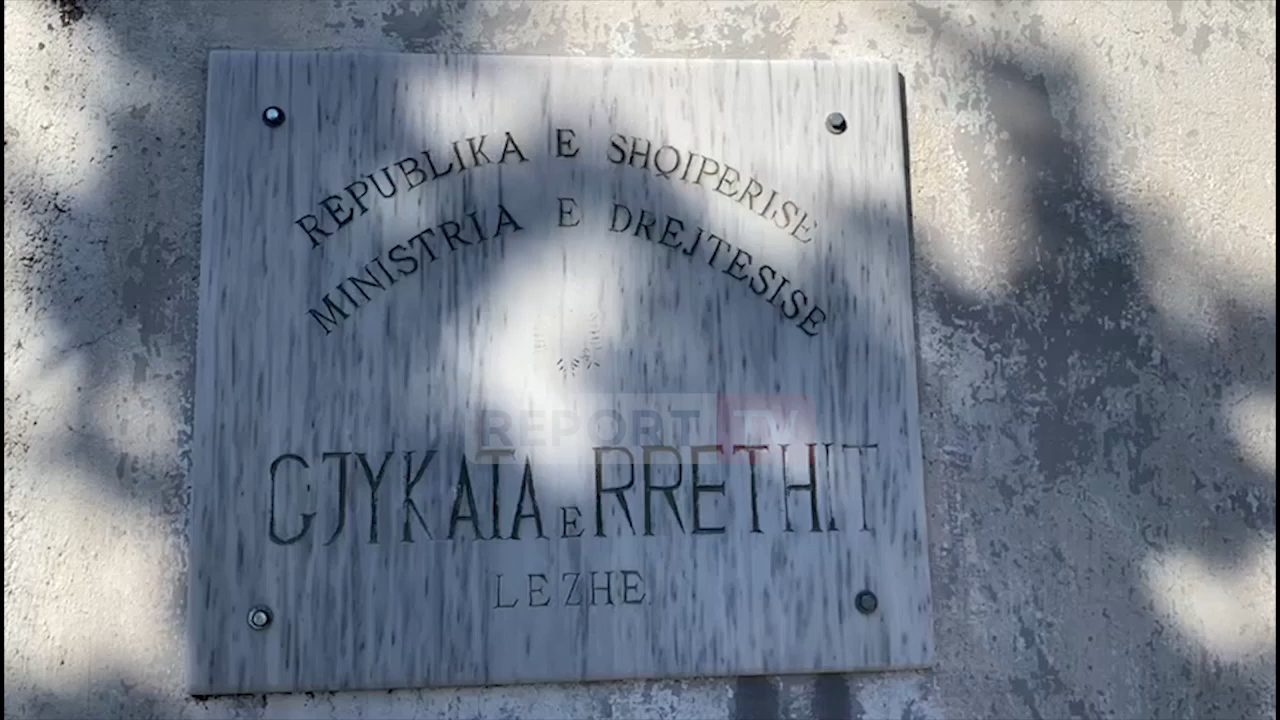 REPUBLIKA E SHQIPERISE
MINISTRIA E DREJTESISE
REPORT TV
GJYKATA E RRETHIT
LEZHE